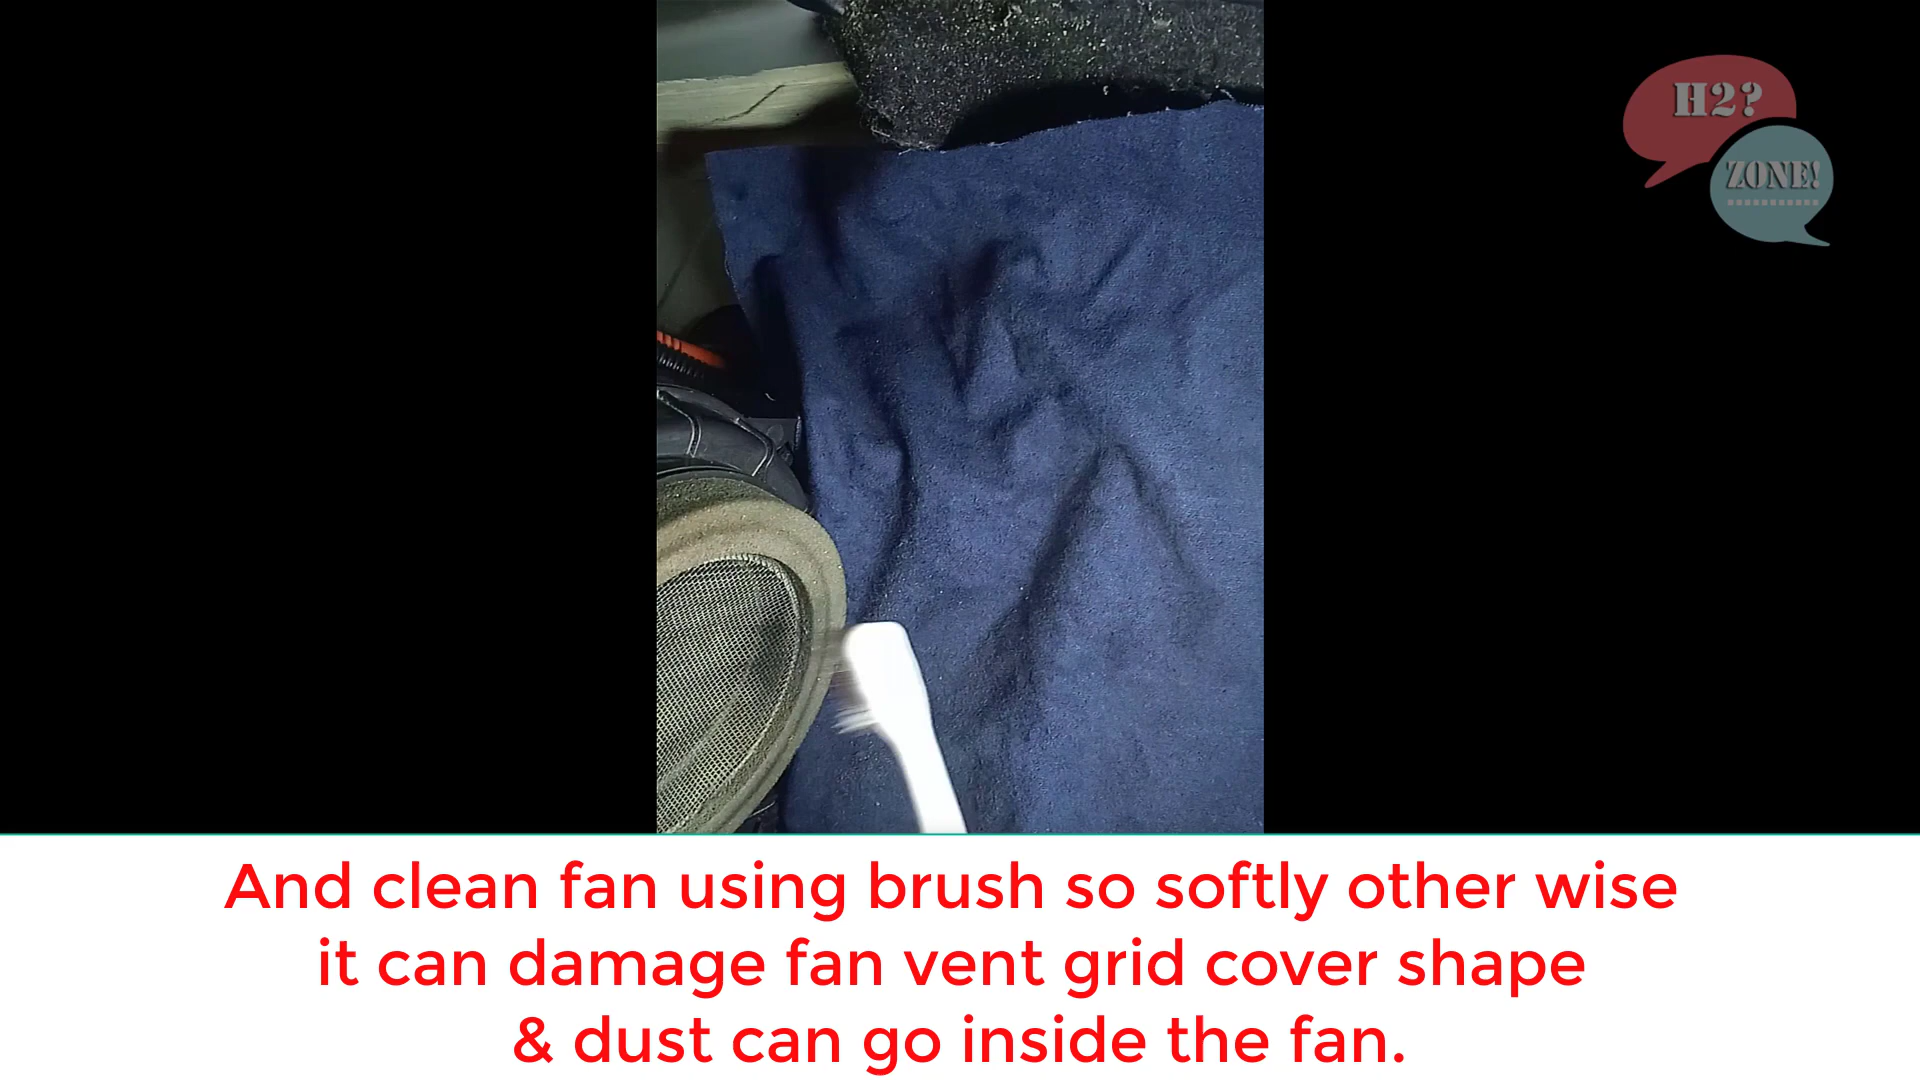 H2?
ZONE!
And clean fan using brush so softly other wise
it can damage fan vent grid cover shape
& dust can go inside the fan.